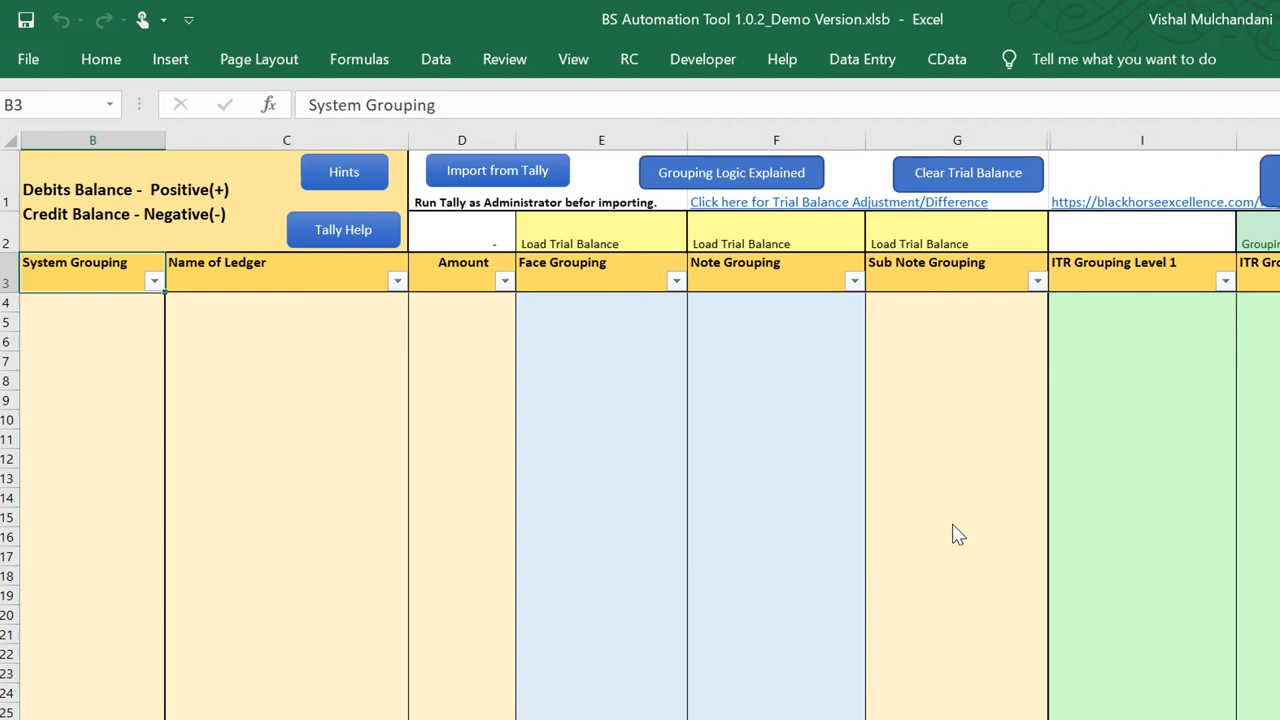 BS Automation Tool 1.0.2_Demo Version.xlsb - Excel
Vishal Mulchandani
File Home Insert Page Layout Formulas Data Review View RC Developer Help Data Entry CData Tell me what you want to do
B3 fx System Grouping
B C D E F G I
1
Debits Balance - Positive(+)
Credit Balance - Negative(-)
Hints
Tally Help
Import from Tally
Grouping Logic Explained
Clear Trial Balance
Run Tally as Administrator befor importing.
Click here for Trial Balance Adjustment/Difference
https://blackhorseexcellence.com/
2 - Load Trial Balance Load Trial Balance Load Trial Balance
3 System Grouping Name of Ledger Amount Face Grouping Note Grouping Sub Note Grouping ITR Grouping Level 1
4
5
6
7
8
9
10
11
12
13
14
15
16
17
18
19
20
21
22
23
24
25